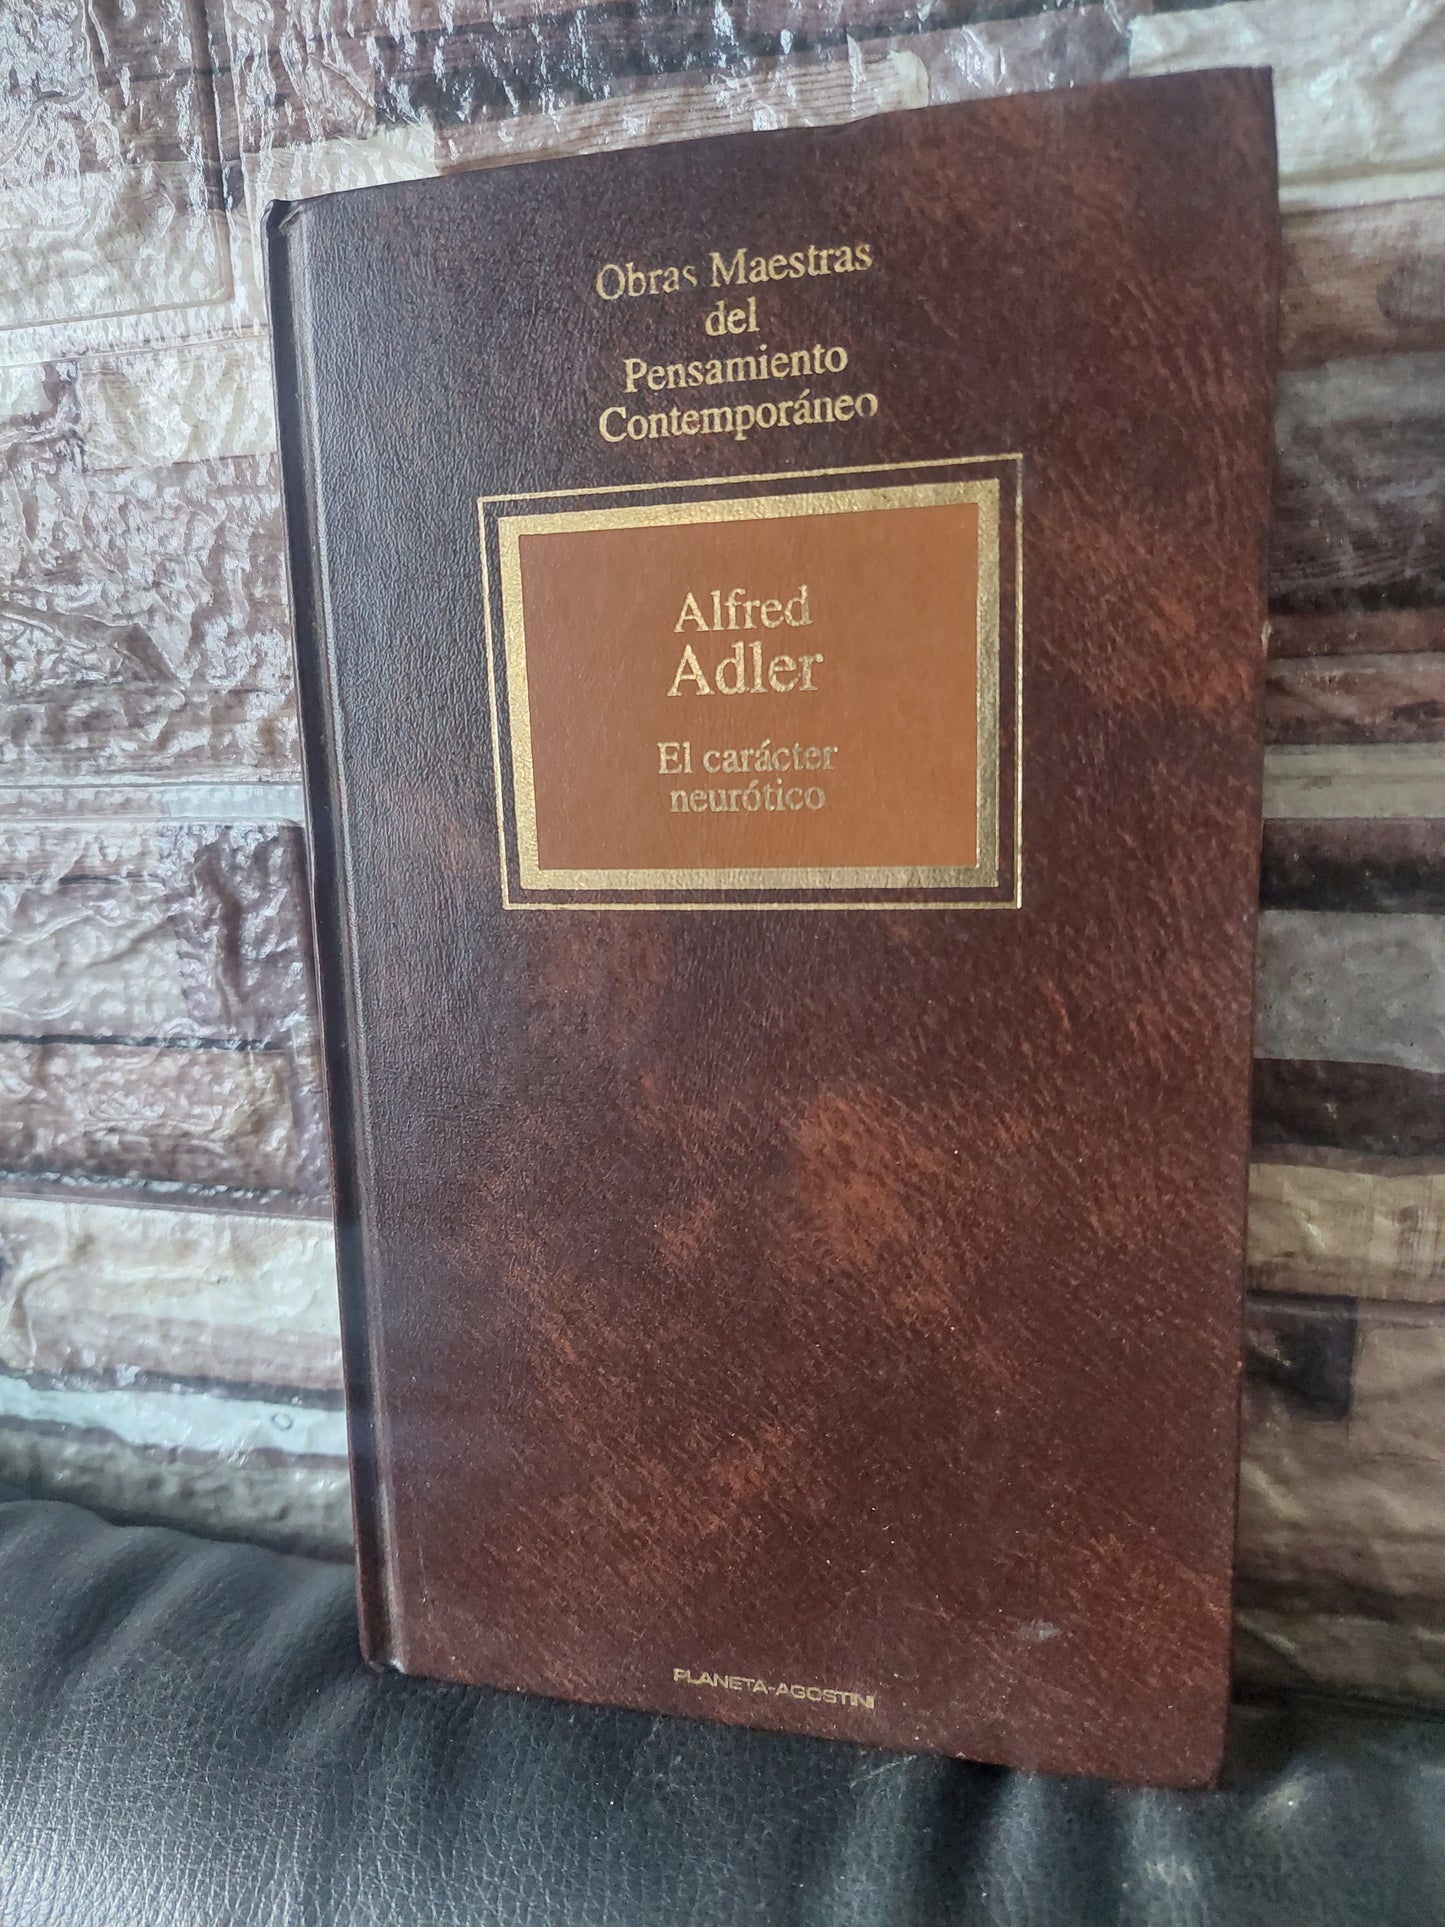 Obras Maestras
del
Pensamiento
Contemporáneo
Alfred
Adler
El carácter
neurótico
PLANETA-AGOSTINI